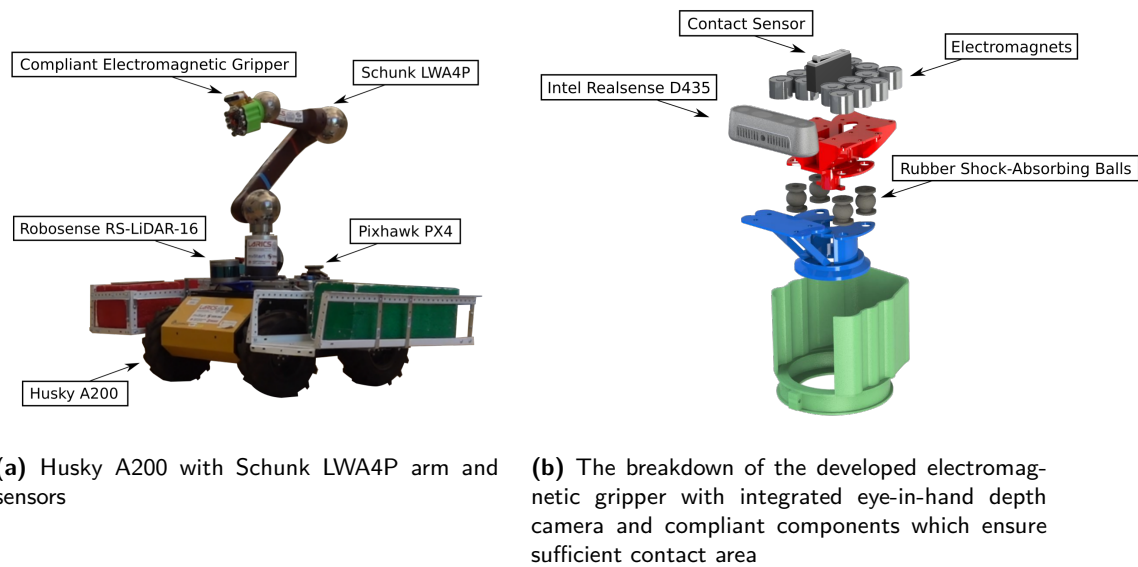 Compliant Electromagnetic Gripper
Schunk LWA4P
Robosense RS-LiDAR-16
Pixhawk PX4
Husky A200
Contact Sensor
Electromagnets
Intel Realsense D435
Rubber Shock-Absorbing Balls
(a) Husky A200 with Schunk LWA4P arm and
sensors
(b) The breakdown of the developed electromag-
netic gripper with integrated eye-in-hand depth
camera and compliant components which ensure
sufficient contact area